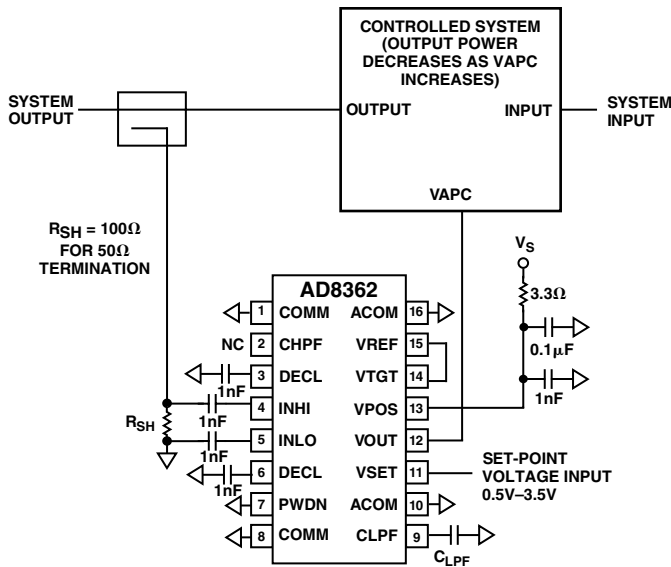 CONTROLLED SYSTEM
(OUTPUT POWER
DECREASES AS VAPC
INCREASES)
SYSTEM
OUTPUT
OUTPUT
INPUT
SYSTEM
INPUT
VAPC
RSH = 100Ω
FOR 50Ω
TERMINATION
VS
3.3Ω
0.1μF
1nF
AD8362
1 COMM ACOM 16
NC 2 CHPF VREF 15
3 DECL VTGT 14
1nF
4 INHI VPOS 13
1nF
RSH
5 INLO VOUT 12
1nF
6 DECL VSET 11
1nF
SET-POINT
VOLTAGE INPUT
0.5V–3.5V
7 PWDN ACOM 10
8 COMM CLPF 9
CLPF